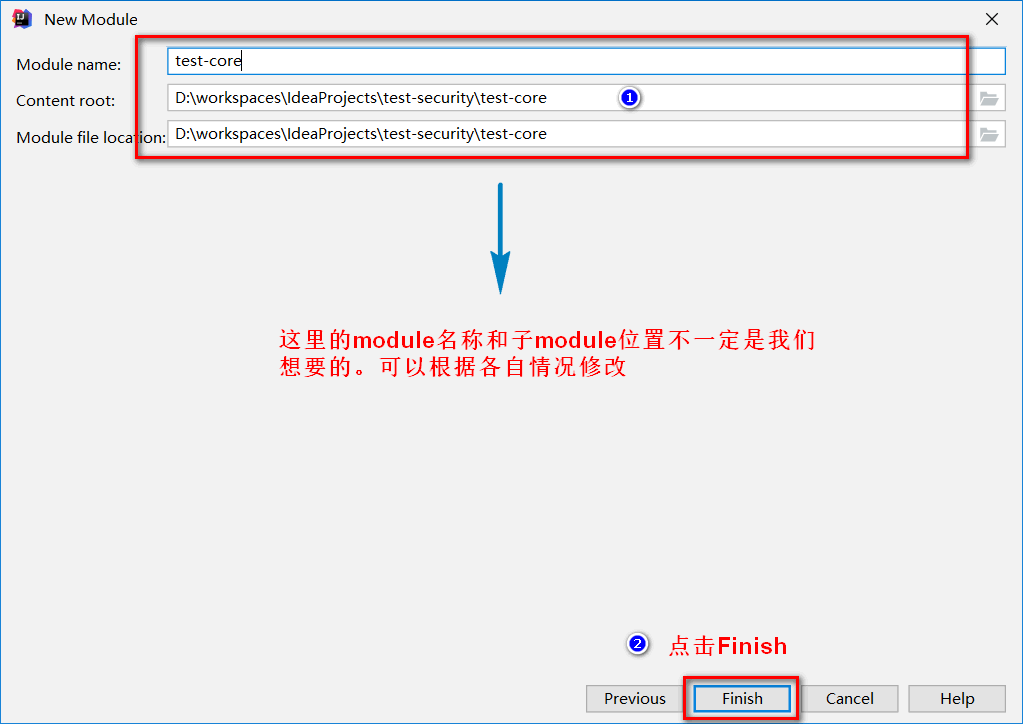 New Module
Module name: test-core
Content root: D:\workspaces\IdeaProjects\test-security\test-core
1
Module file location: D:\workspaces\IdeaProjects\test-security\test-core
这里的module名称和子module位置不一定是我们
想要的。可以根据各自情况修改
2 点击Finish
Previous Finish Cancel Help